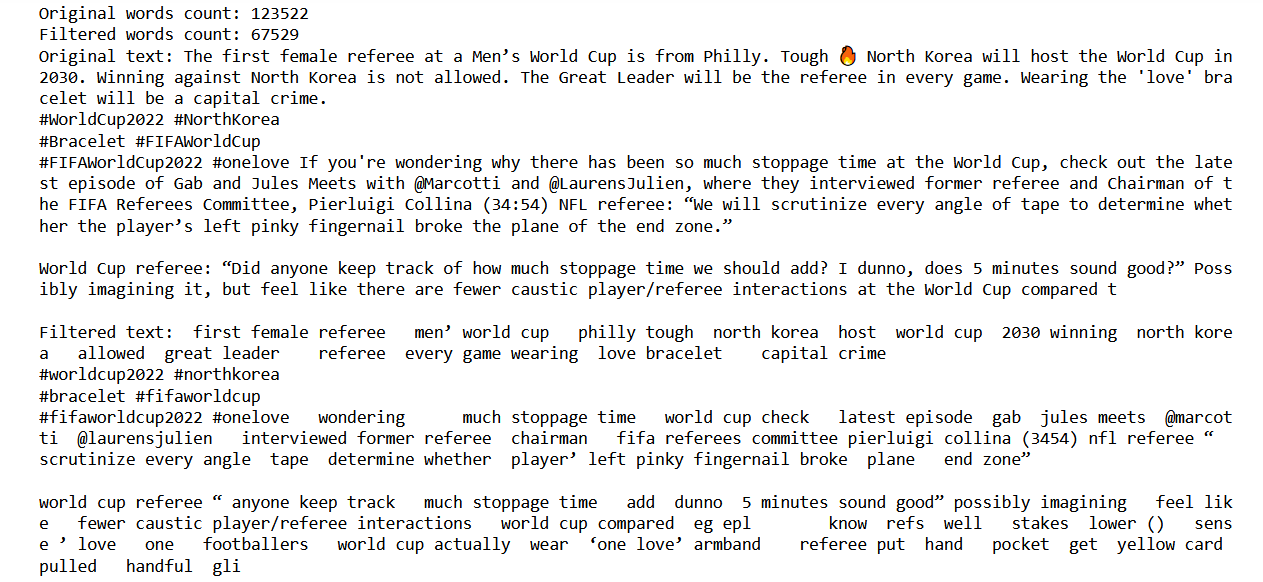 Original words count: 123522
Filtered words count: 67529
Original text: The first female referee at a Men’s World Cup is from Philly. Tough 🔥 North Korea will host the World Cup in
2030. Winning against North Korea is not allowed. The Great Leader will be the referee in every game. Wearing the 'love' bra
celet will be a capital crime.
#WorldCup2022 #NorthKorea
#Bracelet #FIFAWorldCup
#FIFAWorldCup2022 #onelove If you're wondering why there has been so much stoppage time at the World Cup, check out the late
st episode of Gab and Jules Meets with @Marcotti and @LaurensJulien, where they interviewed former referee and Chairman of t
he FIFA Referees Committee, Pierluigi Collina (34:54) NFL referee: “We will scrutinize every angle of tape to determine whet
her the player’s left pinky fingernail broke the plane of the end zone.”

World Cup referee: “Did anyone keep track of how much stoppage time we should add? I dunno, does 5 minutes sound good?” Poss
ibly imagining it, but feel like there are fewer caustic player/referee interactions at the World Cup compared t

Filtered text:  first female referee   men’ world cup   philly tough  north korea  host  world cup  2030 winning  north kore
a   allowed  great leader    referee  every game wearing  love bracelet    capital crime
#worldcup2022 #northkorea
#bracelet #fifaworldcup
#fifaworldcup2022 #onelove   wondering      much stoppage time   world cup check   latest episode  gab  jules meets  @marcot
ti  @laurensjulien   interviewed former referee  chairman   fifa referees committee pierluigi collina (3454) nfl referee “
scrutinize every angle  tape  determine whether  player’ left pinky fingernail broke  plane   end zone”

world cup referee “ anyone keep track   much stoppage time   add  dunno  5 minutes sound good” possibly imagining   feel lik
e   fewer caustic player/referee interactions   world cup compared  eg epl        know  refs  well   stakes  lower ()   sens
e ’ love   one   footballers   world cup actually  wear  ‘one love’ armband    referee put  hand   pocket  get  yellow card
pulled   handful  gli